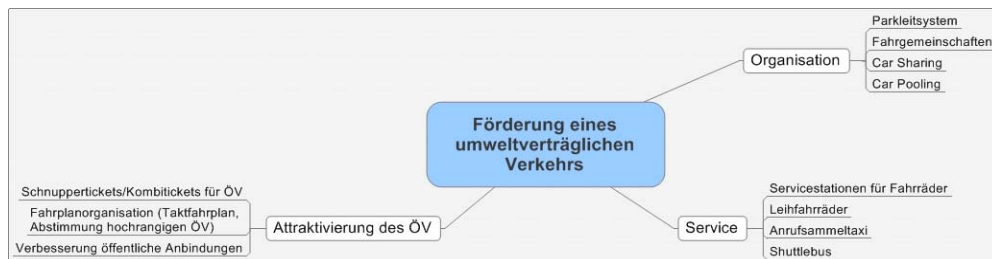 Parkleitsystem
Fahrgemeinschaften
Organisation
Car Sharing
Car Pooling
Förderung eines
umweltverträglichen
Verkehrs
Schnuppertickets/Kombitickets für ÖV
Fahrplanorganisation (Taktfahrplan,
Abstimmung hochrangigen ÖV)
Attraktivierung des ÖV
Verbesserung öffentliche Anbindungen
Servicestationen für Fahrräder
Leihfahrräder
Service
Anrufsammeltaxi
Shuttlebus